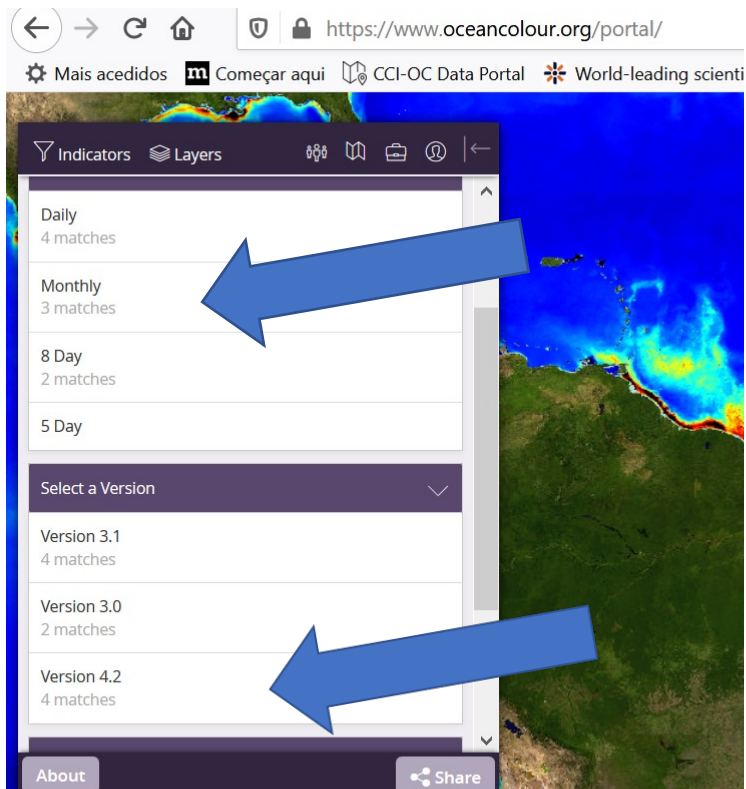 https://www.oceancolour.org/portal/
Mais acedidos m Começar aqui CCI-OC Data Portal World-leading scienti
Indicators Layers
Daily
4 matches
Monthly
3 matches
8 Day
2 matches
5 Day
Select a Version
Version 3.1
4 matches
Version 3.0
2 matches
Version 4.2
4 matches
About Share